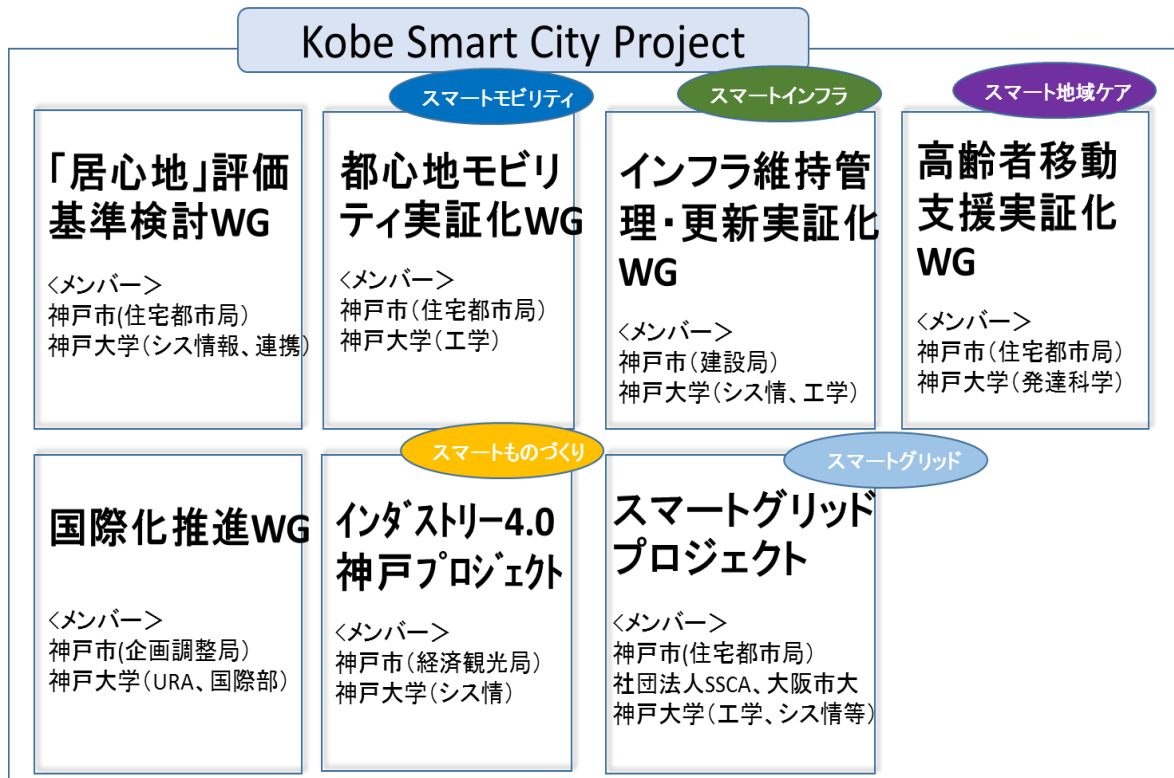 Kobe Smart City Project
「居心地」評価
基準検討WG
<メンバー>
神戸市(住宅都市局)
神戸大学(シス情報、連携)
スマートモビリティ
都心地モビリ
ティ実証化WG
<メンバー>
神戸市(住宅都市局)
神戸大学(工学)
スマートインフラ
インフラ維持管
理・更新実証化
WG
<メンバー>
神戸市(建設局)
神戸大学(シス情、工学)
スマート地域ケア
高齢者移動
支援実証化
WG
<メンバー>
神戸市(住宅都市局)
神戸大学(発達科学)
国際化推進WG
<メンバー>
神戸市(企画調整局)
神戸大学(URA、国際部)
スマートものづくり
インダストリー4.0
神戸プロジェクト
<メンバー>
神戸市(経済観光局)
神戸大学(シス情)
スマートグリッド
スマートグリッド
プロジェクト
<メンバー>
神戸市(住宅都市局)
社団法人SSCA、大阪市大
神戸大学(工学、シス情等)